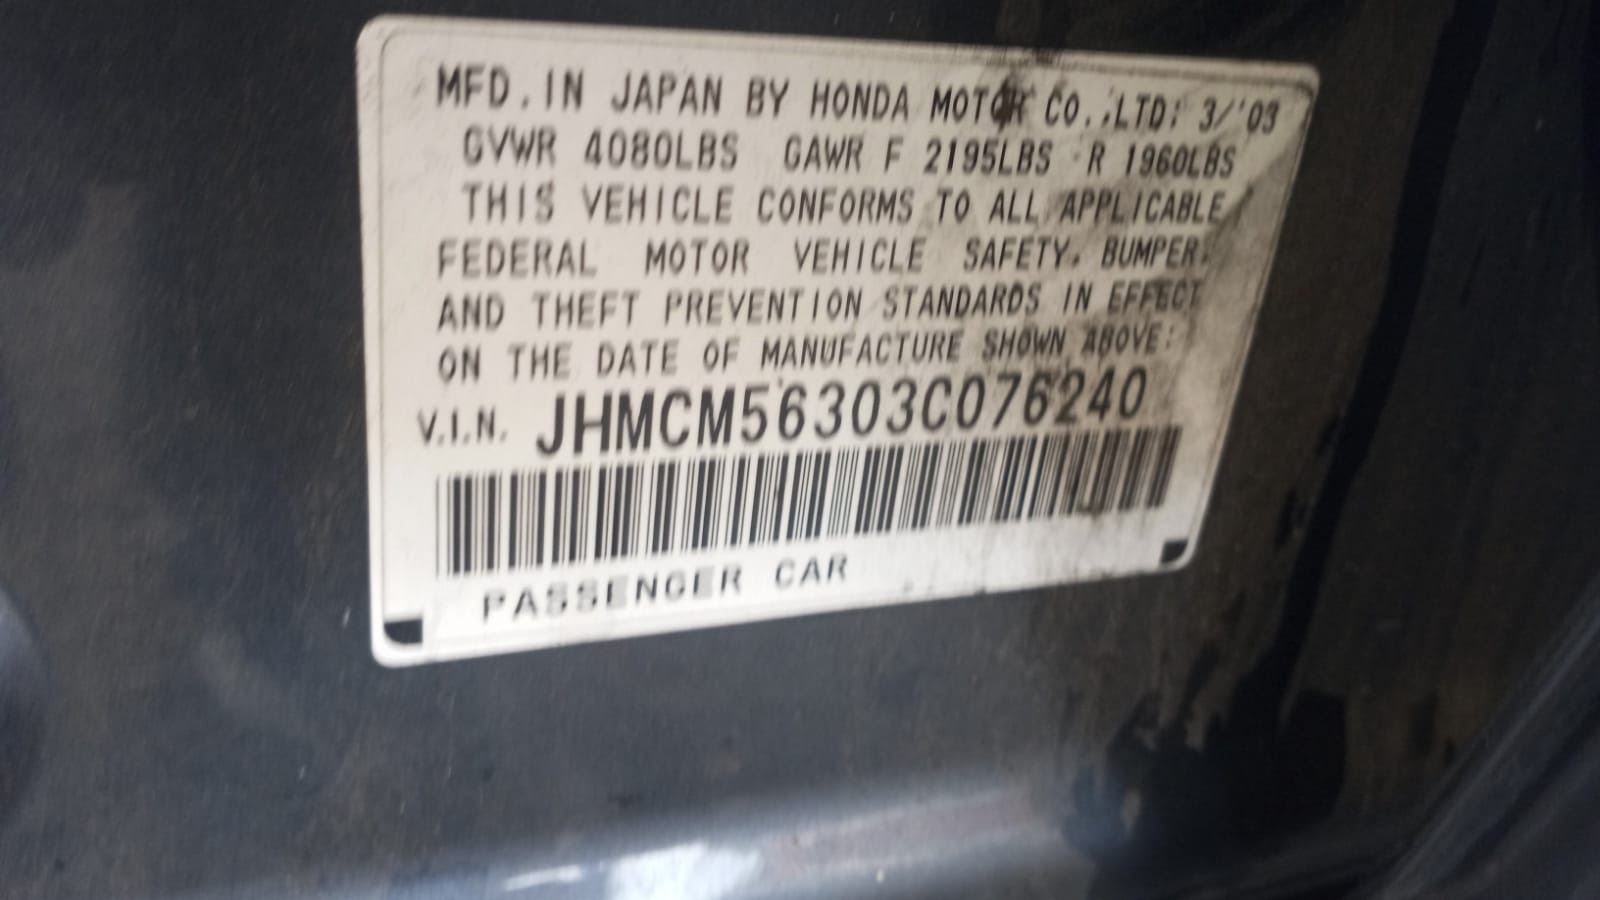 MFD. IN JAPAN BY HONDA MOTOR CO.,LTD: 3/'03
GVWR 4080LBS GAWR F 2195LBS R 1960LBS
THIS VEHICLE CONFORMS TO ALL APPLICABLE
FEDERAL MOTOR VEHICLE SAFETY, BUMPER,
AND THEFT PREVENTION STANDARDS IN EFFECT
ON THE DATE OF MANUFACTURE SHOWN ABOVE:
V.I.N. JHMCM56303C076240
PASSENGER CAR